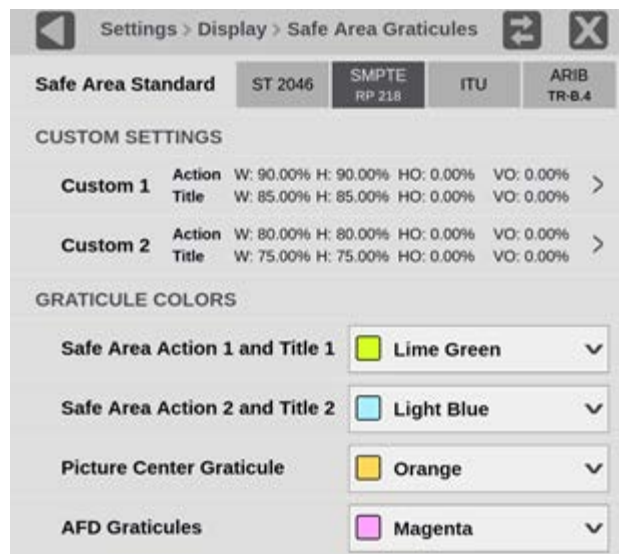 Settings > Display > Safe Area Graticules
Safe Area Standard ST 2046 SMPTE RP 218 ITU ARIB TR-B.4
CUSTOM SETTINGS
Custom 1
Action W: 90.00% H: 90.00% HO: 0.00% VO: 0.00%
Title W: 85.00% H: 85.00% HO: 0.00% VO: 0.00%
Custom 2
Action W: 80.00% H: 80.00% HO: 0.00% VO: 0.00%
Title W: 75.00% H: 75.00% HO: 0.00% VO: 0.00%
GRATICULE COLORS
Safe Area Action 1 and Title 1 Lime Green
Safe Area Action 2 and Title 2 Light Blue
Picture Center Graticule Orange
AFD Graticules Magenta